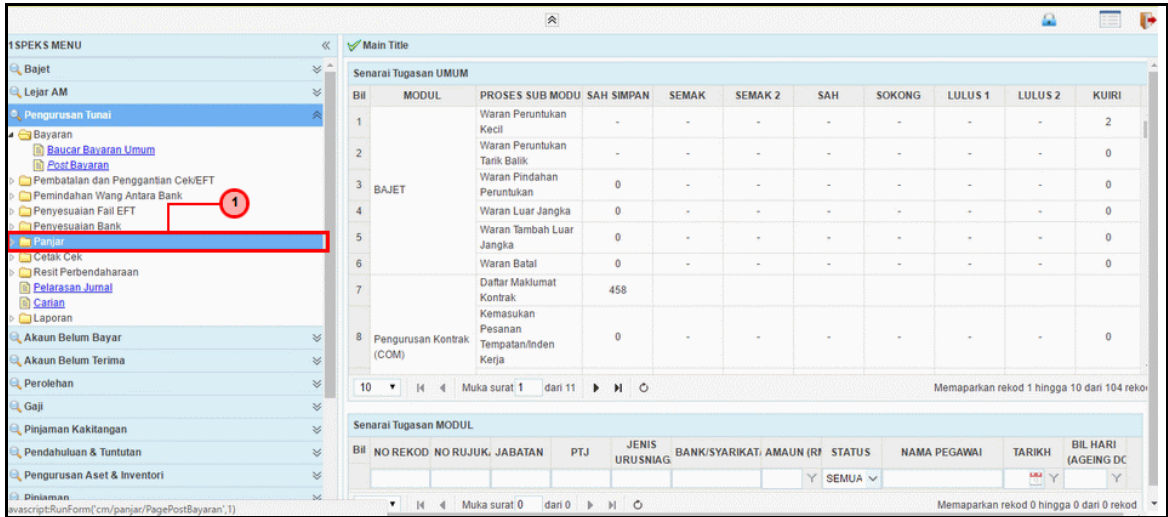 1SPEKS MENU
Main Title
Bajet
Lejar AM
Pengurusan Tunai
Bayaran
Baucar Bayaran Umum
Post Bayaran
Pembatalan dan Penggantian Cek/EFT
Pemindahan Wang Antara Bank
Penyesuaian Fail EFT
Penyesuaian Bank
Panjar
Cetak Cek
Resit Perbendaharaan
Pelarasan Jurnal
Carian
Laporan
Akaun Belum Bayar
Akaun Belum Terima
Perolehan
Gaji
Pinjaman Kakitangan
Pendahuluan & Tuntutan
Pengurusan Aset & Inventori
Pinjaman
avascript:RunForm('cm/panjar/PagePostBayaran',1)
1
Senarai Tugasan UMUM
Bil MODUL PROSES SUB MODU SAH SIMPAN SEMAK SEMAK 2 SAH SOKONG LULUS 1 LULUS 2 KUIRI
1 Waran Peruntukan Kecil - - - - - - - 2
2 Waran Peruntukan Tarik Balik - - - - - - - 0
3 BAJET Waran Pindahan Peruntukan 0 - - - - - - 0
4 Waran Luar Jangka 0 - - - - - - 0
5 Waran Tambah Luar Jangka 0 - - - - - - 0
6 Waran Batal 0 - - - - - - 0
7 Daftar Maklumat Kontrak 458
8 Pengurusan Kontrak (COM) Kemasukan Pesanan Tempatan/Inden Kerja 0 - - - - - - 0
10 Muka surat 1 dari 11 Memaparkan rekod 1 hingga 10 dari 104 reko
Senarai Tugasan MODUL
Bil NO REKOD NO RUJUK JABATAN PTJ JENIS URUSNIAG BANK/SYARIKAT AMAUN (RM STATUS NAMA PEGAWAI TARIKH BIL HARI (AGEING DO
SEMUA
Muka surat 0 dari 0 Memaparkan rekod 0 hingga 0 dari 0 rekod